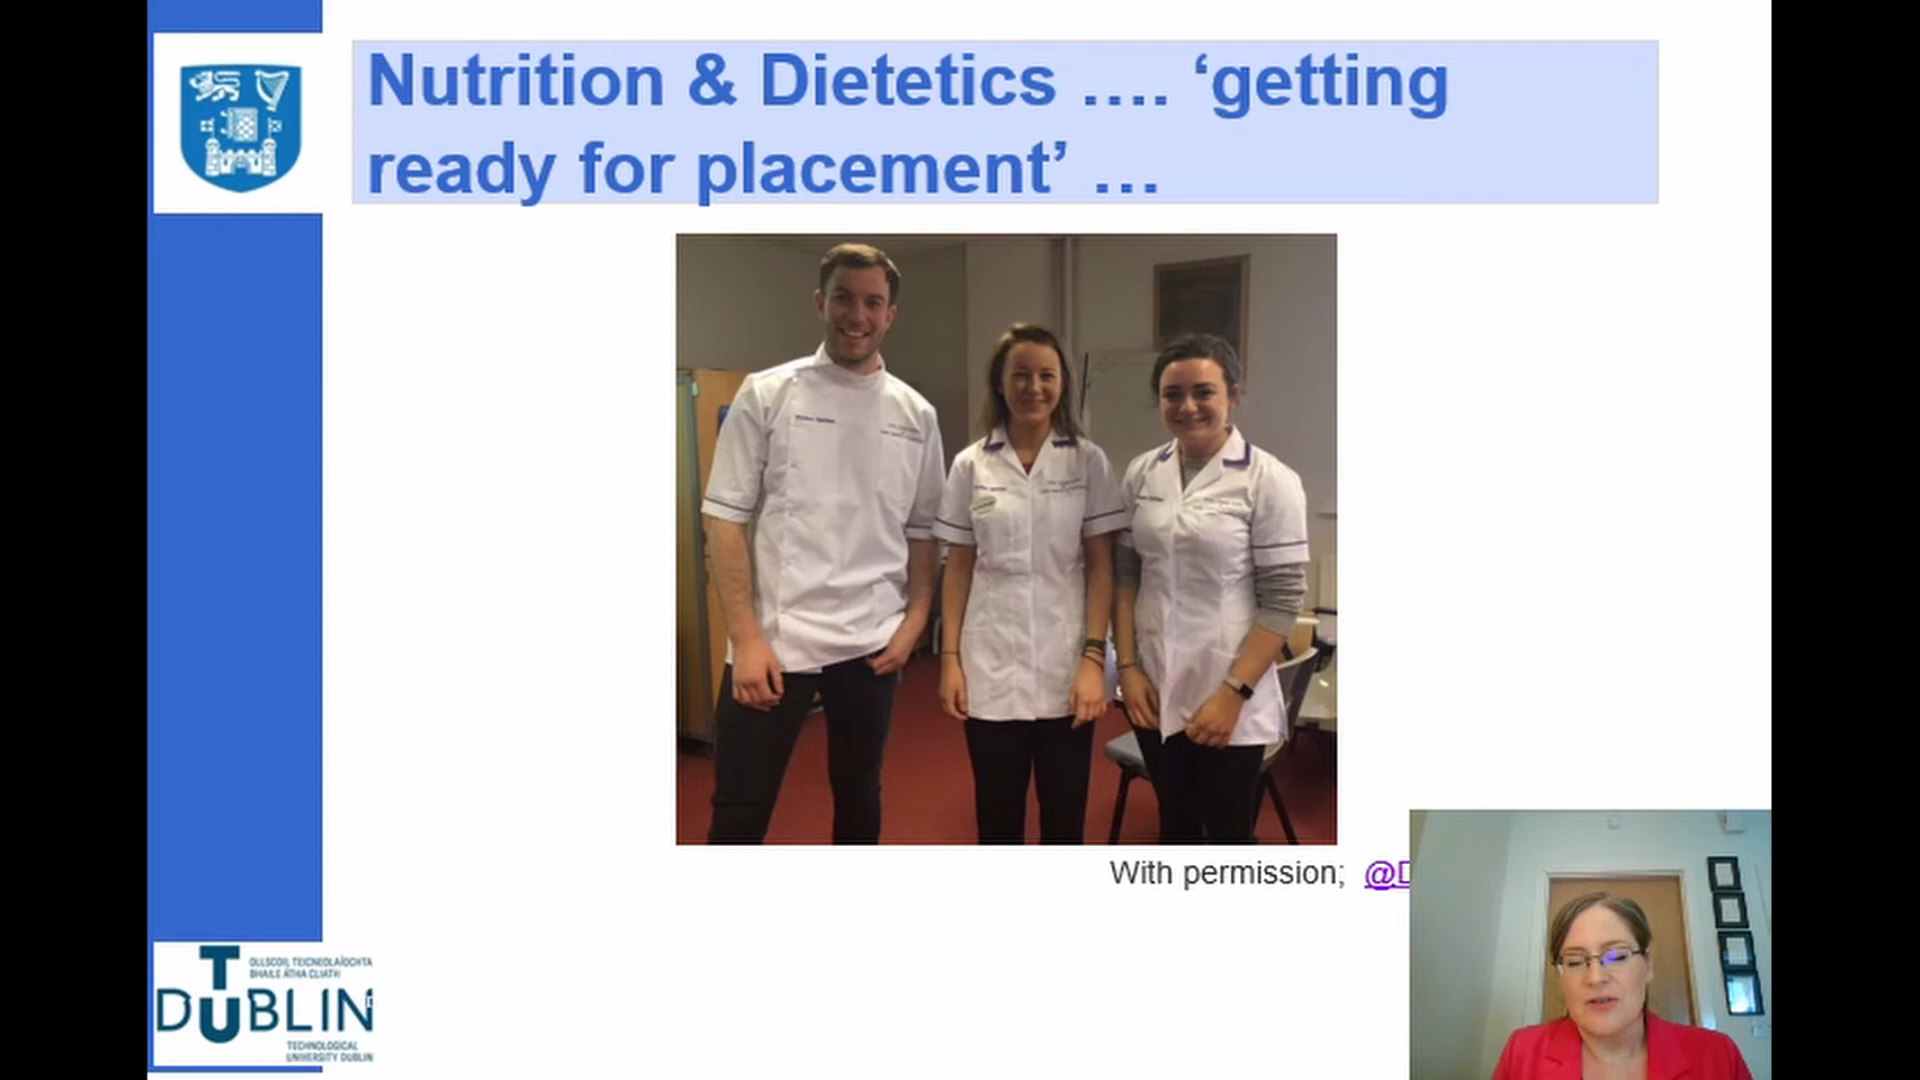 Nutrition & Dietetics .... ‘getting
ready for placement’ ...
With permission; @D
OLLSCOIL TEICNEOLAÍOCHTA
BHAILE ÁTHA CLIATH
TU
DUBLIN
TECHNOLOGICAL
UNIVERSITY DUBLIN